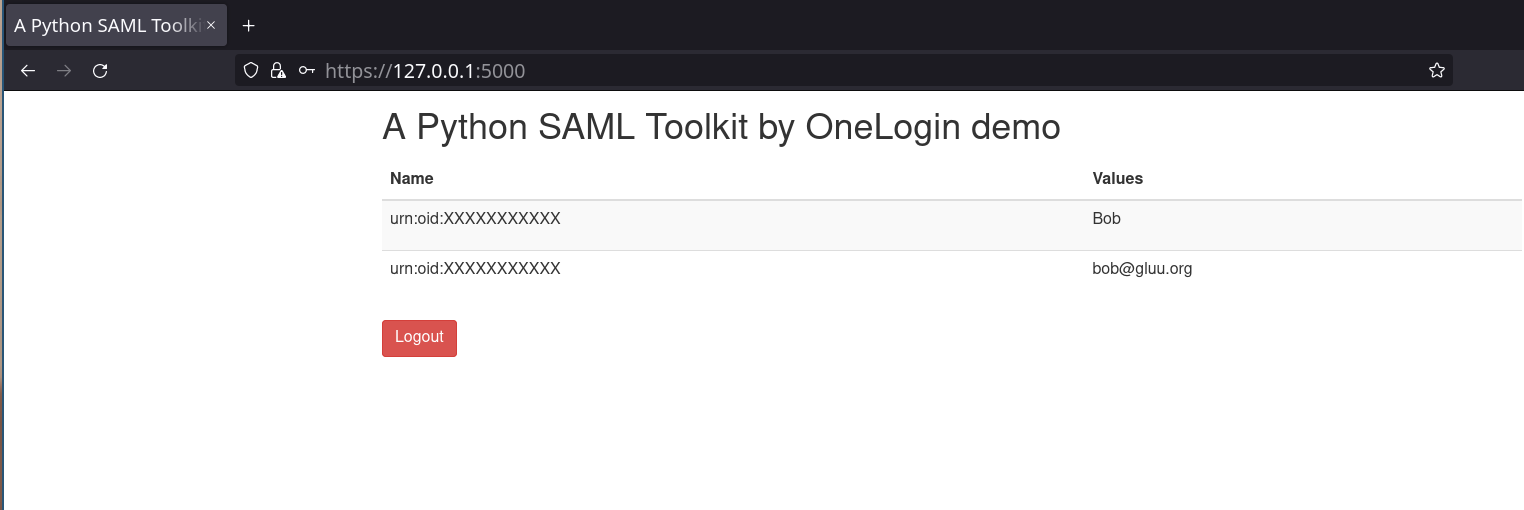 A Python SAML Toolki
https://127.0.0.1:5000
A Python SAML Toolkit by OneLogin demo
Name Values
urn:oid:XXXXXXXXXXX Bob
urn:oid:XXXXXXXXXXX bob@gluu.org
Logout